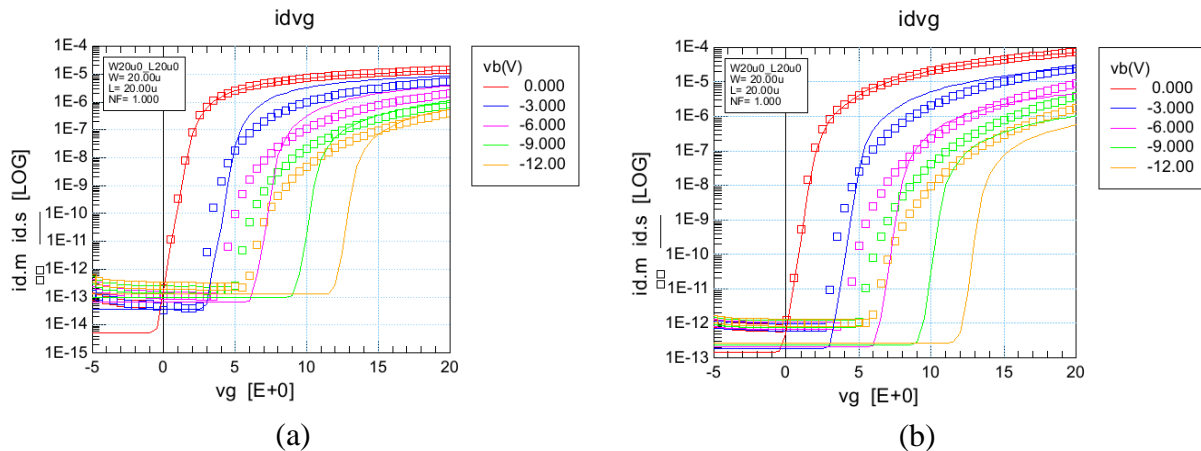 idvg
1E-4
1E-5
1E-6
1E-7
1E-8
1E-9
1E-10
1E-11
1E-12
1E-13
1E-14
1E-15
id.m id.s [LOG]
W20u0_L20u0
W= 20.00u
L= 20.00u
NF= 1.000
-5 0 5 10 15 20
vg [E+0]
vb(V)
0.000
-3.000
-6.000
-9.000
-12.00
(a)
idvg
1E-4
1E-5
1E-6
1E-7
1E-8
1E-9
1E-10
1E-11
1E-12
1E-13
id.m id.s [LOG]
W20u0_L20u0
W= 20.00u
L= 20.00u
NF= 1.000
-5 0 5 10 15 20
vg [E+0]
vb(V)
0.000
-3.000
-6.000
-9.000
-12.00
(b)